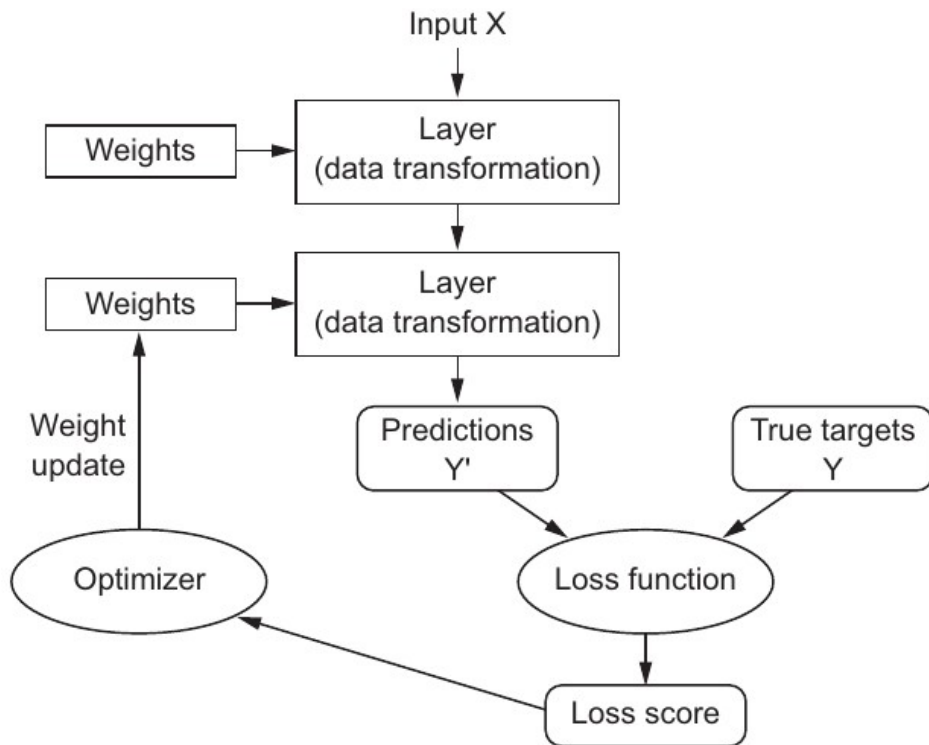 Input X
Layer
(data transformation)
Weights
Layer
(data transformation)
Weights
Weight
update
Predictions
Y'
True targets
Y
Optimizer
Loss function
Loss score